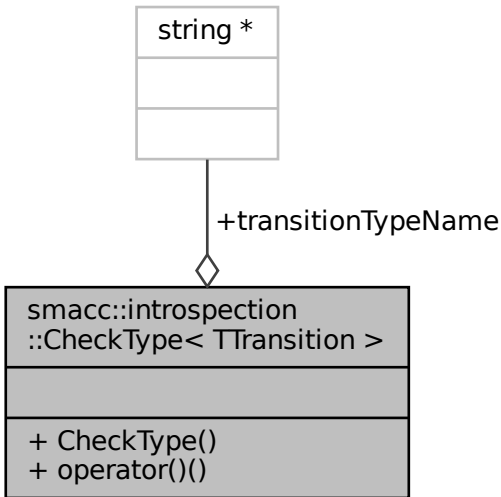 string *
+transitionTypeName
smacc::introspection
::CheckType< TTransition >
+ CheckType()
+ operator()()